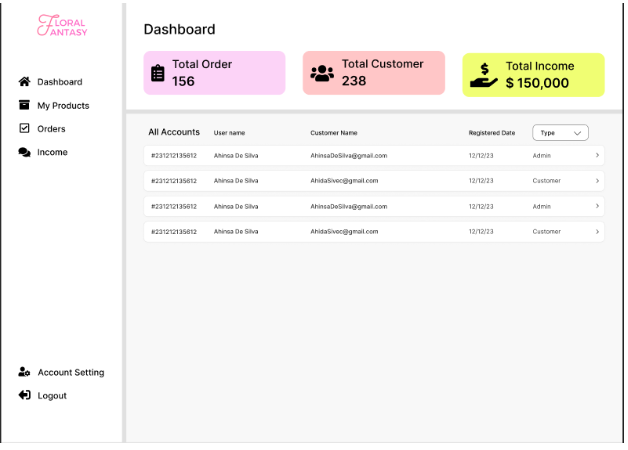 FLORAL
FANTASY
Dashboard
My Products
Orders
Income
Account Setting
Logout
Dashboard
Total Order
156
Total Customer
238
Total Income
$ 150,000
All Accounts User name Customer Name Registered Date Type
#231212135612 Ahinsa De Silva AhinsaDeSilva@gmail.com 12/12/23 Admin
#231212135612 Ahinsa De Silva AhidaSivec@gmail.com 12/12/23 Customer
#231212135612 Ahinsa De Silva AhinsaDeSilva@gmail.com 12/12/23 Admin
#231212135612 Ahinsa De Silva AhidaSivec@gmail.com 12/12/23 Customer